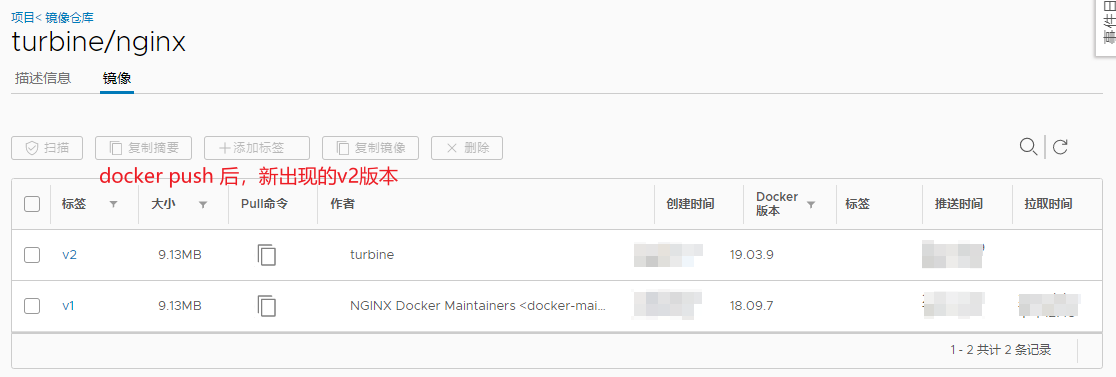 项目< 镜像仓库
turbine/nginx
事件日
描述信息 镜像
扫描 复制摘要 添加标签 复制镜像 删除
docker push 后，新出现的v2版本
标签 大小 Pull命令 作者 创建时间 Docker 版本 标签 推送时间 拉取时间
v2 9.13MB turbine 19.03.9
v1 9.13MB NGINX Docker Maintainers <docker-mai... 18.09.7
1 - 2 共计 2 条记录